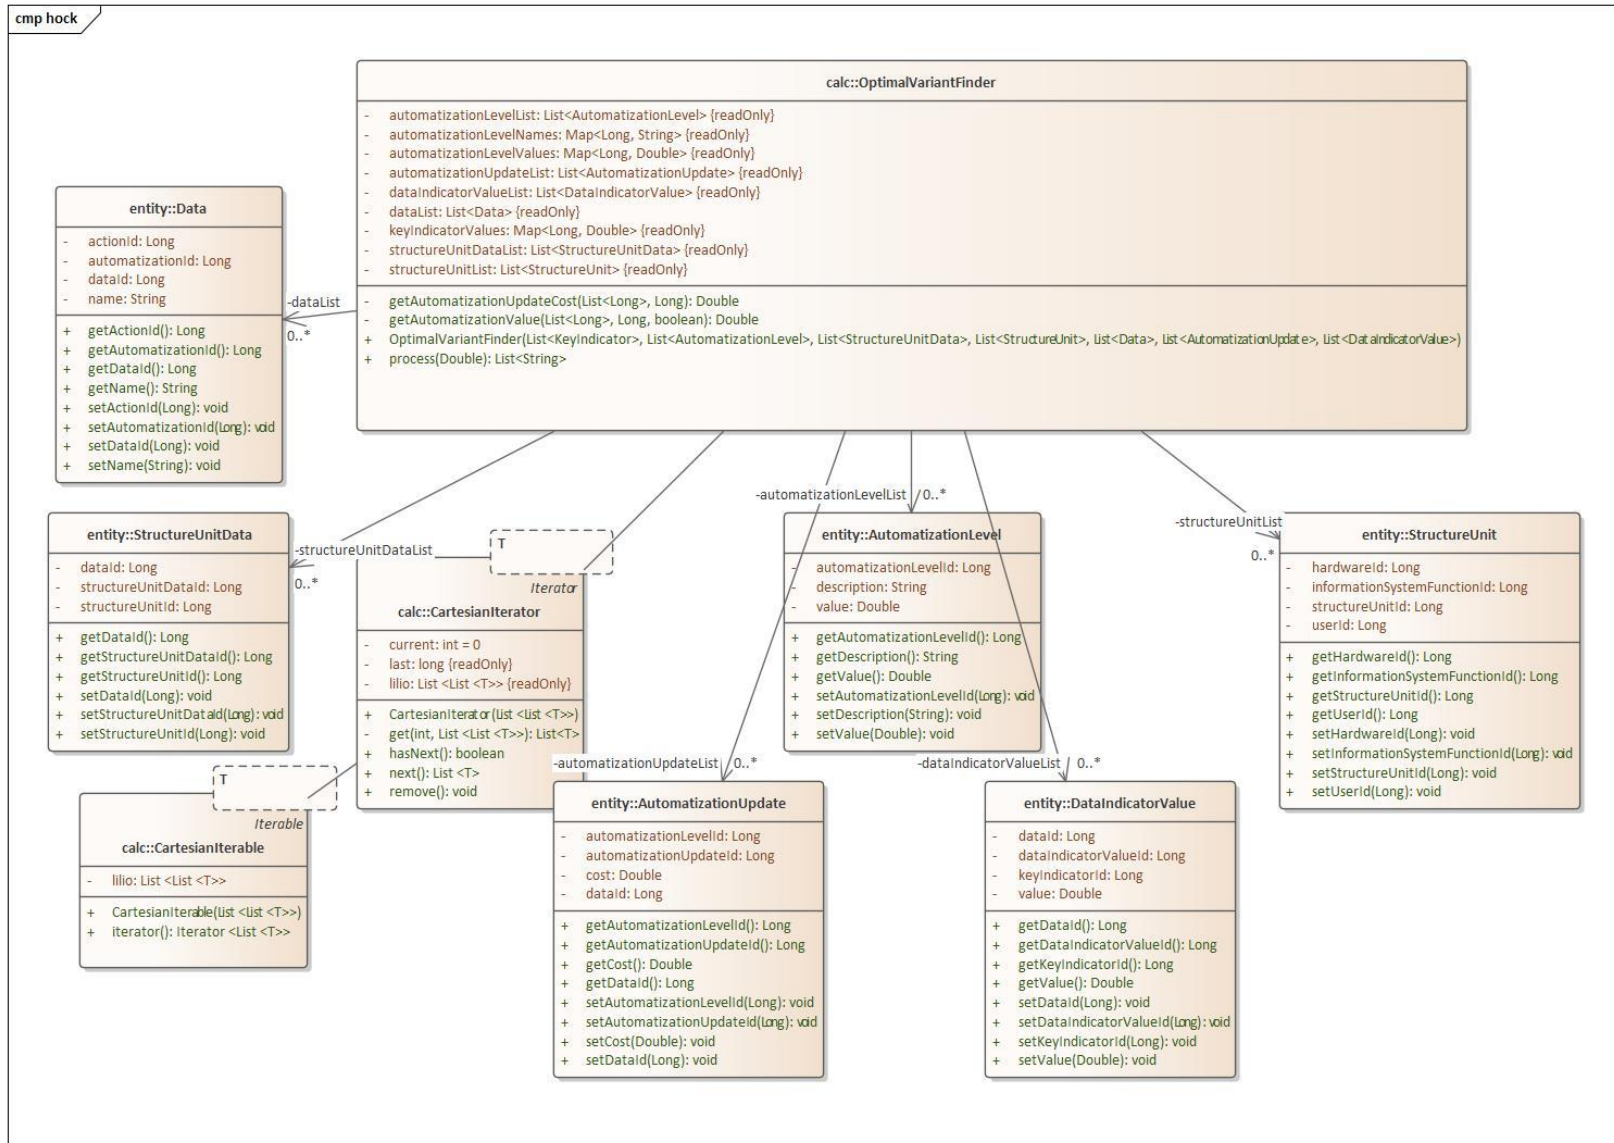 cmp hock
calc::OptimalVariantFinder
- automatizationLevelList: List<AutomatizationLevel> {readOnly}
- automatizationLevelNames: Map<Long, String> {readOnly}
- automatizationLevelValues: Map<Long, Double> {readOnly}
- automatizationUpdateList: List<AutomatizationUpdate> {readOnly}
- dataIndicatorValueList: List<DataIndicatorValue> {readOnly}
- dataList: List<Data> {readOnly}
- keyIndicatorValues: Map<Long, Double> {readOnly}
- structureUnitDataList: List<StructureUnitData> {readOnly}
- structureUnitList: List<StructureUnit> {readOnly}
- getAutomatizationUpdateCost(List<Long>, Long): Double
- getAutomatizationValue(List<Long>, Long, boolean): Double
+ OptimalVariantFinder(List<KeyIndicator>, List<AutomatizationLevel>, List<StructureUnitData>, List<StructureUnit>, List<Data>, List<AutomatizationUpdate>, List<DataIndicatorValue>)
+ process(Double): List<String>
entity::Data
- actionId: Long
- automatizationId: Long
- dataId: Long
- name: String
+ getActionId(): Long
+ getAutomatizationId(): Long
+ getDataId(): Long
+ getName(): String
+ setActionId(Long): void
+ setAutomatizationId(Long): void
+ setDataId(Long): void
+ setName(String): void
-dataList
0..*
entity::StructureUnitData
- dataId: Long
- structureUnitDataId: Long
- structureUnitId: Long
+ getDataId(): Long
+ getStructureUnitDataId(): Long
+ getStructureUnitId(): Long
+ setDataId(Long): void
+ setStructureUnitDataId(Long): void
+ setStructureUnitId(Long): void
-structureUnitDataList
0..*
T
Iterator
calc::CartesianIterator
- current: int = 0
- last: long {readOnly}
- lilio: List <List <T>> {readOnly}
+ CartesianIterator(List <List <T>>)
- get(int, List <List <T>>): List<T>
+ hasNext(): boolean
+ next(): List <T>
+ remove(): void
-automatizationLevelList
0..*
entity::AutomatizationLevel
- automatizationLevelId: Long
- description: String
- value: Double
+ getAutomatizationLevelId(): Long
+ getDescription(): String
+ getValue(): Double
+ setAutomatizationLevelId(Long): void
+ setDescription(String): void
+ setValue(Double): void
-structureUnitList
0..*
entity::StructureUnit
- hardwareId: Long
- informationSystemFunctionId: Long
- structureUnitId: Long
- userId: Long
+ getHardwareId(): Long
+ getInformationSystemFunctionId(): Long
+ getStructureUnitId(): Long
+ getUserId(): Long
+ setHardwareId(Long): void
+ setInformationSystemFunctionId(Long): void
+ setStructureUnitId(Long): void
+ setUserId(Long): void
T
Iterable
calc::CartesianIterable
- lilio: List <List <T>>
+ CartesianIterable(List <List <T>>)
+ iterator(): Iterator <List <T>>
-automatizationUpdateList
0..*
entity::AutomatizationUpdate
- automatizationLevelId: Long
- automatizationUpdateId: Long
- cost: Double
- dataId: Long
+ getAutomatizationLevelId(): Long
+ getAutomatizationUpdateId(): Long
+ getCost(): Double
+ getDataId(): Long
+ setAutomatizationLevelId(Long): void
+ setAutomatizationUpdateId(Long): void
+ setCost(Double): void
+ setDataId(Long): void
-dataIndicatorValueList
0..*
entity::DataIndicatorValue
- dataId: Long
- dataIndicatorValueId: Long
- keyIndicatorId: Long
- value: Double
+ getDataId(): Long
+ getDataIndicatorValueId(): Long
+ getKeyIndicatorId(): Long
+ getValue(): Double
+ setDataId(Long): void
+ setDataIndicatorValueId(Long): void
+ setKeyIndicatorId(Long): void
+ setValue(Double): void